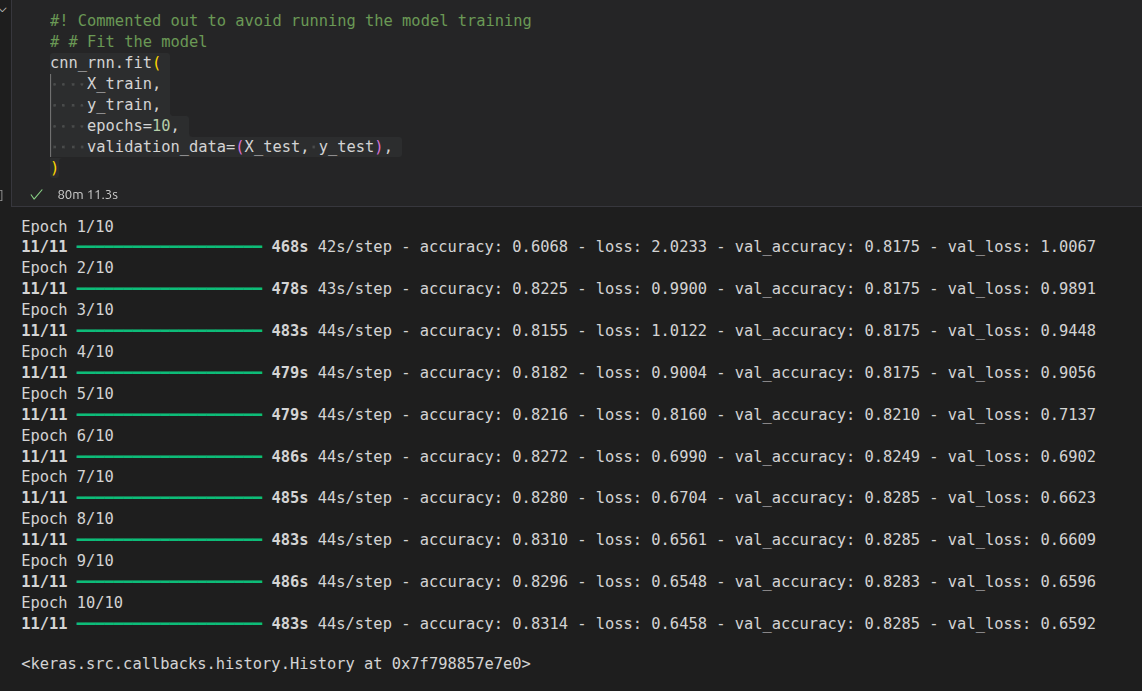 #! Commented out to avoid running the model training
# # Fit the model
cnn_rnn.fit(
    X_train,
    y_train,
    epochs=10,
    validation_data=(X_test, y_test),
)
80m 11.3s
Epoch 1/10
11/11 468s 42s/step - accuracy: 0.6068 - loss: 2.0233 - val_accuracy: 0.8175 - val_loss: 1.0067
Epoch 2/10
11/11 478s 43s/step - accuracy: 0.8225 - loss: 0.9900 - val_accuracy: 0.8175 - val_loss: 0.9891
Epoch 3/10
11/11 483s 44s/step - accuracy: 0.8155 - loss: 1.0122 - val_accuracy: 0.8175 - val_loss: 0.9448
Epoch 4/10
11/11 479s 44s/step - accuracy: 0.8182 - loss: 0.9004 - val_accuracy: 0.8175 - val_loss: 0.9056
Epoch 5/10
11/11 479s 44s/step - accuracy: 0.8216 - loss: 0.8160 - val_accuracy: 0.8210 - val_loss: 0.7137
Epoch 6/10
11/11 486s 44s/step - accuracy: 0.8272 - loss: 0.6990 - val_accuracy: 0.8249 - val_loss: 0.6902
Epoch 7/10
11/11 485s 44s/step - accuracy: 0.8280 - loss: 0.6704 - val_accuracy: 0.8285 - val_loss: 0.6623
Epoch 8/10
11/11 483s 44s/step - accuracy: 0.8310 - loss: 0.6561 - val_accuracy: 0.8285 - val_loss: 0.6609
Epoch 9/10
11/11 486s 44s/step - accuracy: 0.8296 - loss: 0.6548 - val_accuracy: 0.8283 - val_loss: 0.6596
Epoch 10/10
11/11 483s 44s/step - accuracy: 0.8314 - loss: 0.6458 - val_accuracy: 0.8285 - val_loss: 0.6592
<keras.src.callbacks.history.History at 0x7f798857e7e0>